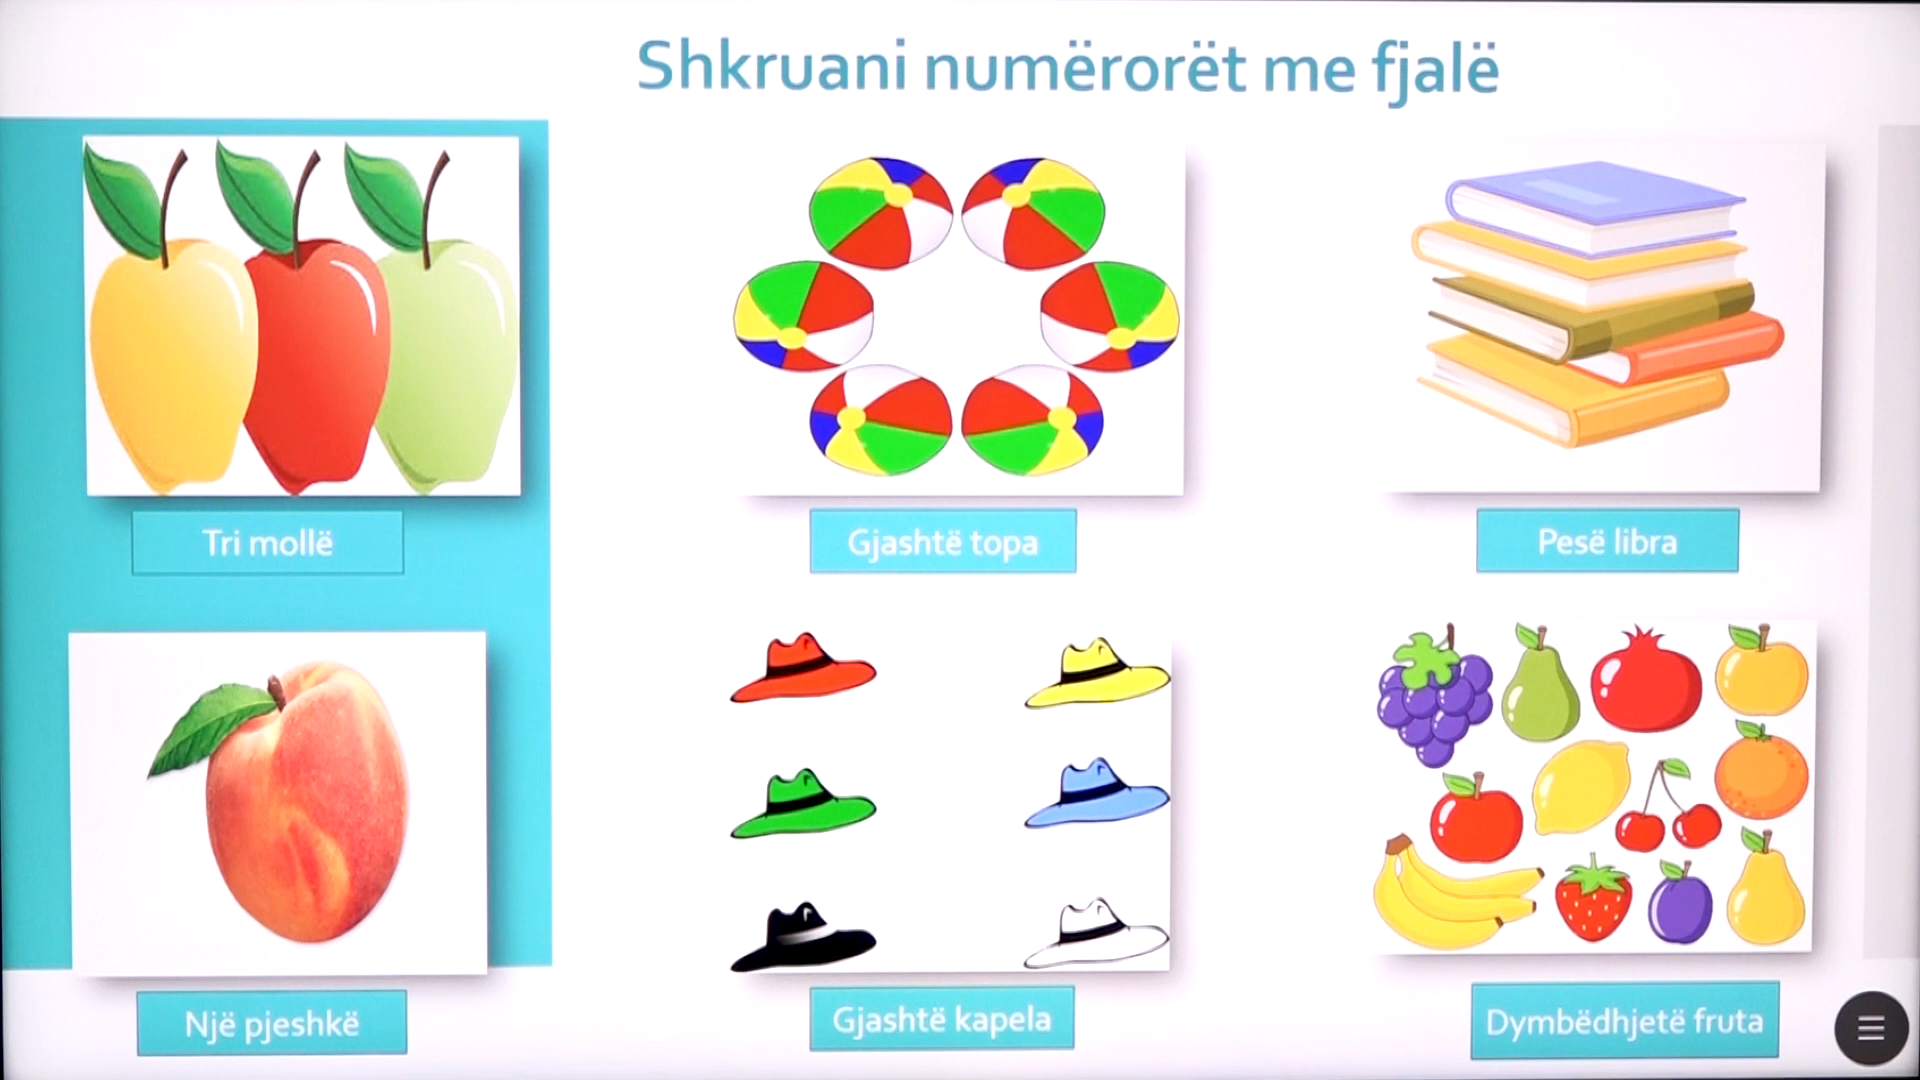 Shkruani numërorët me fjalë
Tri mollë
Gjashtë topa
Pesë libra
Një pjeshkë
Gjashtë kapela
Dymbëdhjetë fruta